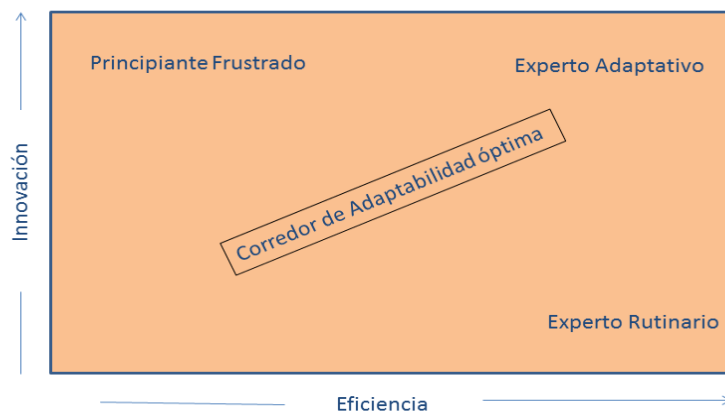 Principiante Frustrado
Experto Adaptativo
Innovación
Corredor de Adaptabilidad óptima
Experto Rutinario
Eficiencia